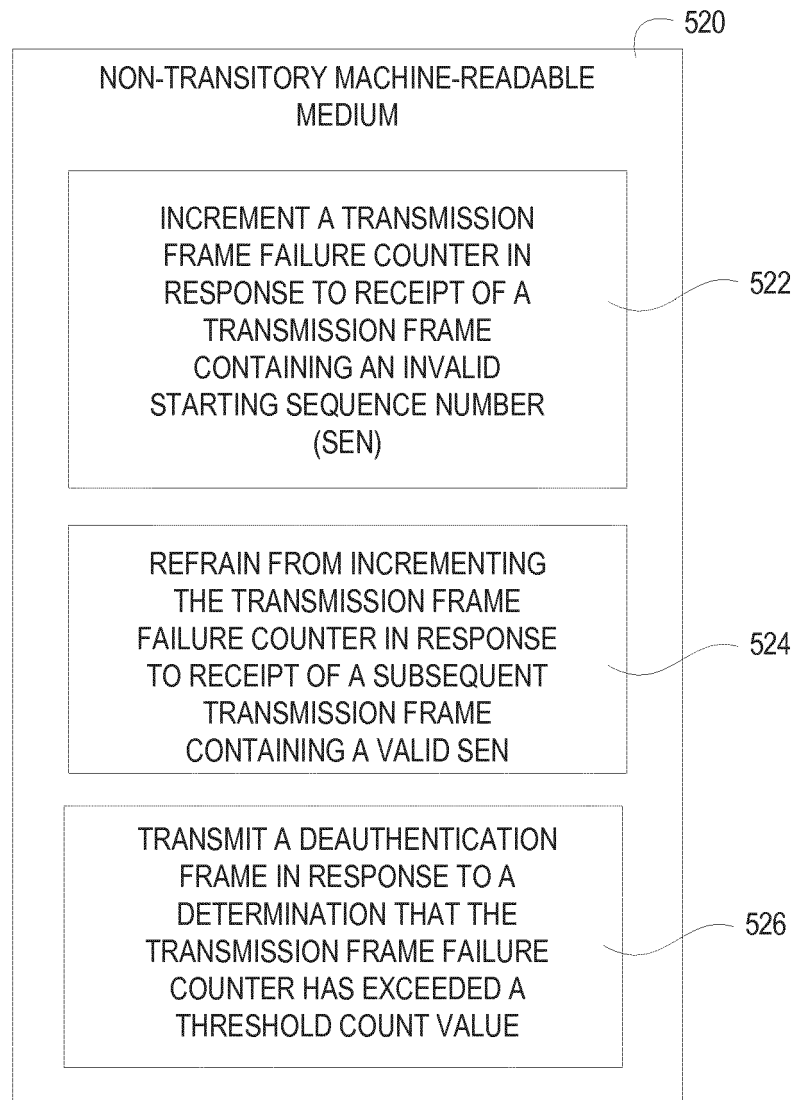 520
NON-TRANSITORY MACHINE-READABLE
MEDIUM
INCREMENT A TRANSMISSION
FRAME FAILURE COUNTER IN
RESPONSE TO RECEIPT OF A
TRANSMISSION FRAME
CONTAINING AN INVALID
STARTING SEQUENCE NUMBER
(SEN)
522
REFRAIN FROM INCREMENTING
THE TRANSMISSION FRAME
FAILURE COUNTER IN RESPONSE
TO RECEIPT OF A SUBSEQUENT
TRANSMISSION FRAME
CONTAINING A VALID SEN
524
TRANSMIT A DEAUTHENTICATION
FRAME IN RESPONSE TO A
DETERMINATION THAT THE
TRANSMISSION FRAME FAILURE
COUNTER HAS EXCEEDED A
THRESHOLD COUNT VALUE
526